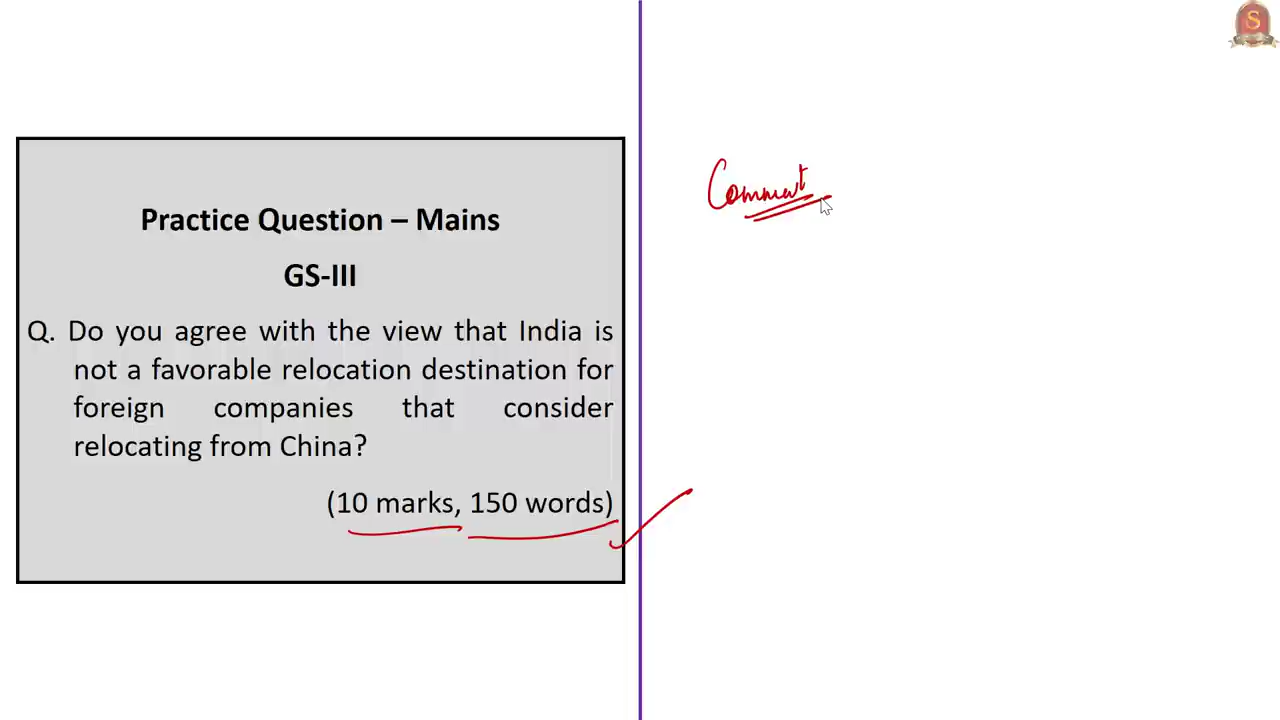 Practice Question – Mains
GS-III
Q. Do you agree with the view that India is
not a favorable relocation destination for
foreign companies that consider
relocating from China?
(10 marks, 150 words)
Comment
S